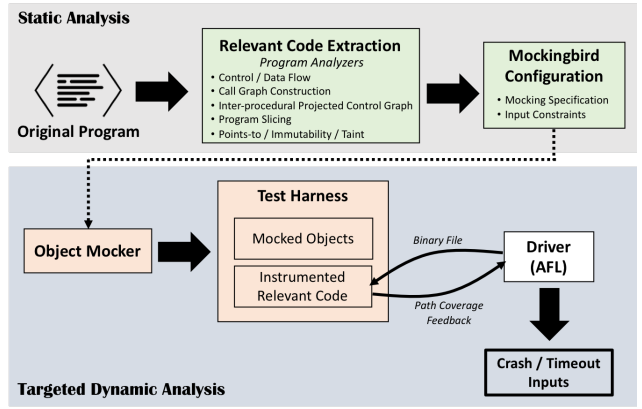 Static Analysis
Original Program
Relevant Code Extraction
Program Analyzers
• Control / Data Flow
• Call Graph Construction
• Inter-procedural Projected Control Graph
• Program Slicing
• Points-to / Immutability / Taint
Mockingbird
Configuration
• Mocking Specification
• Input Constraints
Object Mocker
Test Harness
Mocked Objects
Instrumented
Relevant Code
Binary File
Path Coverage
Feedback
Driver
(AFL)
Crash / Timeout
Inputs
Targeted Dynamic Analysis